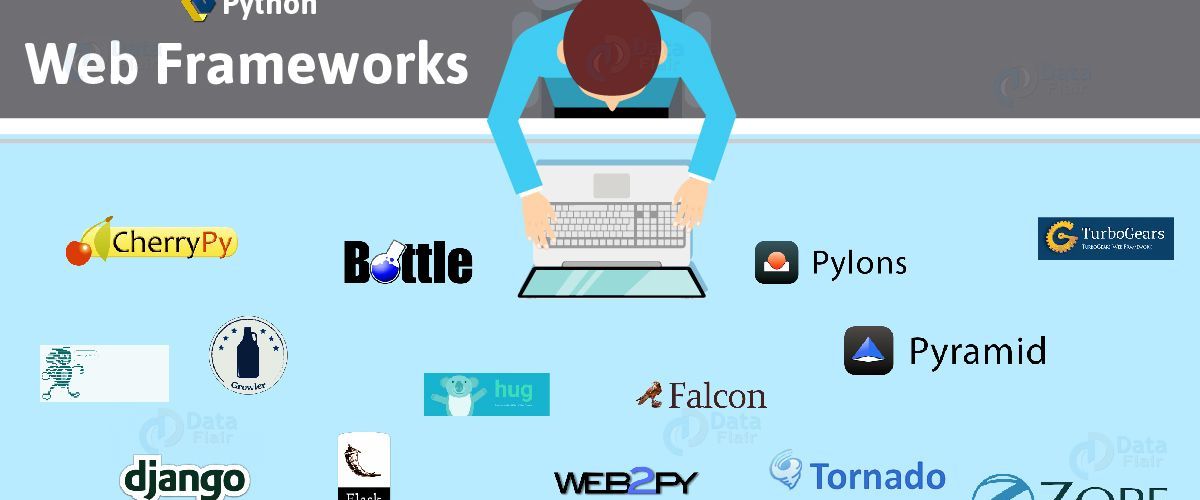 Python
Web Frameworks
Data
Flair
Data
Flair
CherryPy
Bottle
Pylons
TurboGears
TurboGears Web Framework
Growler
Pyramid
hug
Falcon
Data
Flair
Data
Flair
Data
Flair
django
Flask
WEB2PY
Tornado
ZOPE